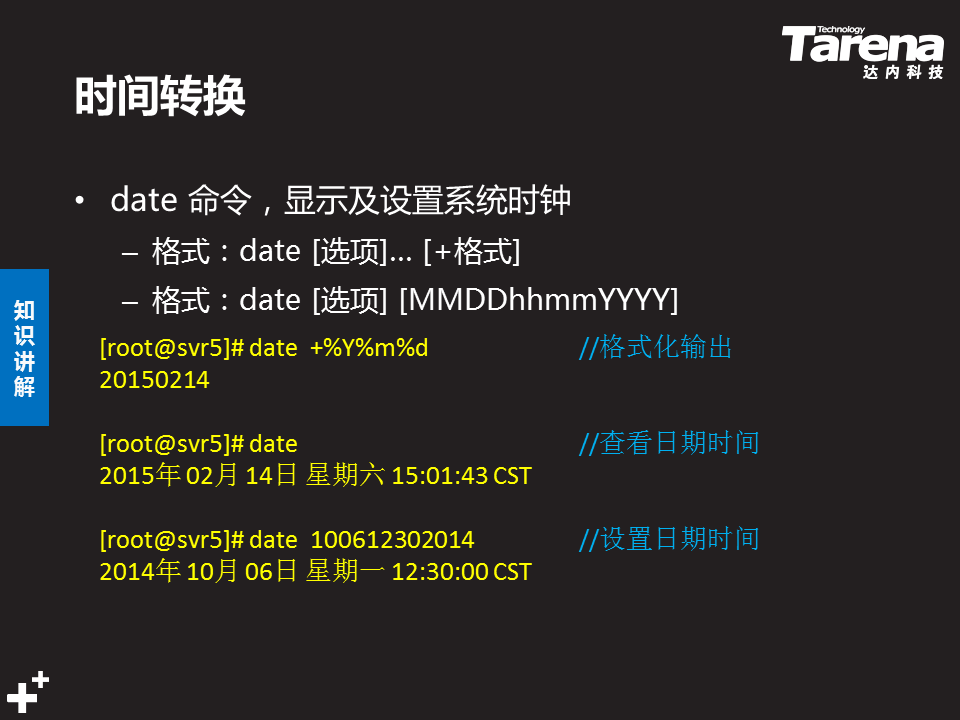 Technology
Tarena
达内科技
时间转换
• date 命令，显示及设置系统时钟
– 格式：date [选项]… [+格式]
– 格式：date [选项] [MMDDhhmmYYYY]
知识讲解
[root@svr5]# date  +%Y%m%d //格式化输出
20150214
[root@svr5]# date //查看日期时间
2015年 02月 14日 星期六 15:01:43 CST
[root@svr5]# date  100612302014 //设置日期时间
2014年 10月 06日 星期一 12:30:00 CST